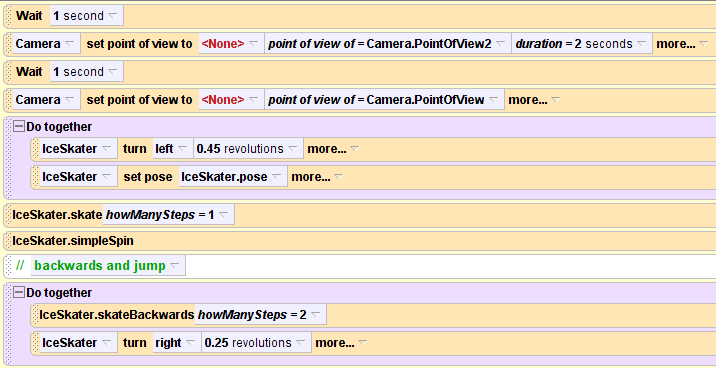 Wait 1 second
Camera set point of view to <None> point of view of = Camera.PointOfView2 duration = 2 seconds more...
Wait 1 second
Camera set point of view to <None> point of view of = Camera.PointOfView more...
Do together
IceSkater turn left 0.45 revolutions more...
IceSkater set pose IceSkater.pose more...
IceSkater.skate howManySteps = 1
IceSkater.simpleSpin
// backwards and jump
Do together
IceSkater.skateBackwards howManySteps = 2
IceSkater turn right 0.25 revolutions more...